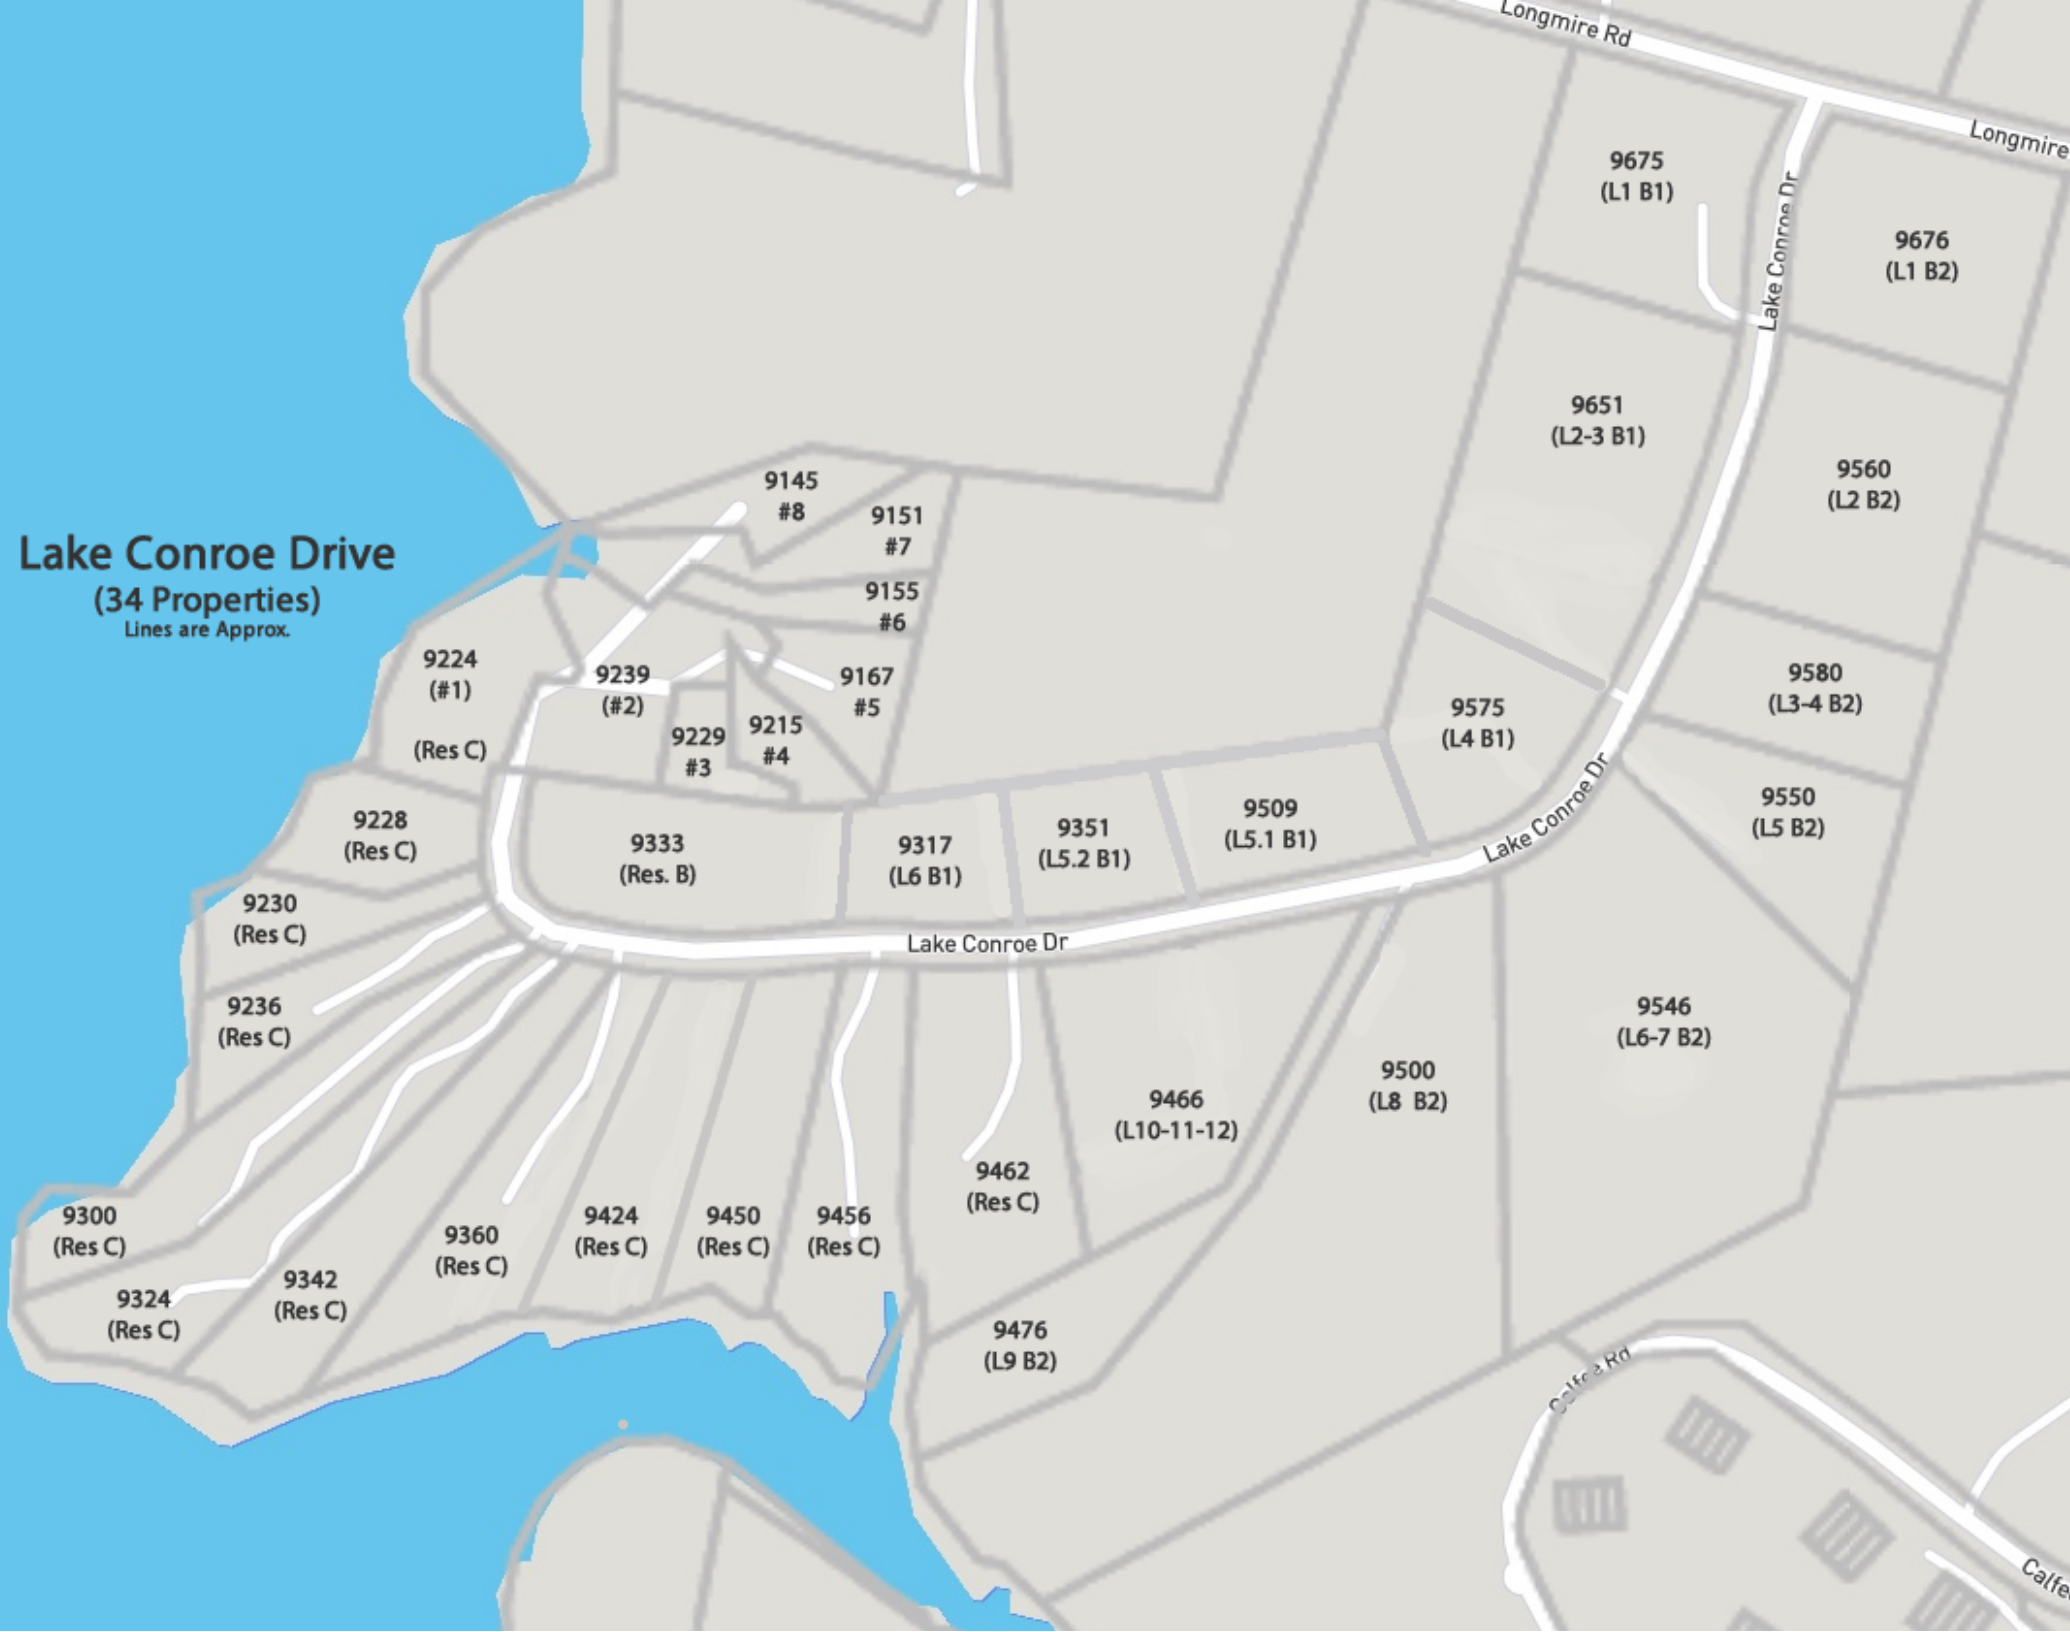 Longmire Rd
Longmire
9675
(L1 B1)
Lake Conroe Dr
9676
(L1 B2)
9651
(L2-3 B1)
9560
(L2 B2)
9145
#8
9151
#7
Lake Conroe Drive
(34 Properties)
Lines are Approx.
9155
#6
9224
(#1)
(Res C)
9239
(#2)
9167
#5
9229
#3
9215
#4
9580
(L3-4 B2)
9575
(L4 B1)
9550
(L5 B2)
Lake Conroe Dr
9228
(Res C)
9333
(Res. B)
9317
(L6 B1)
9351
(L5.2 B1)
9509
(L5.1 B1)
9230
(Res C)
Lake Conroe Dr
9236
(Res C)
9546
(L6-7 B2)
9500
(L8 B2)
9466
(L10-11-12)
9462
(Res C)
9300
(Res C)
9360
(Res C)
9424
(Res C)
9450
(Res C)
9456
(Res C)
9324
(Res C)
9342
(Res C)
9476
(L9 B2)
Calfee Rd
Calfee